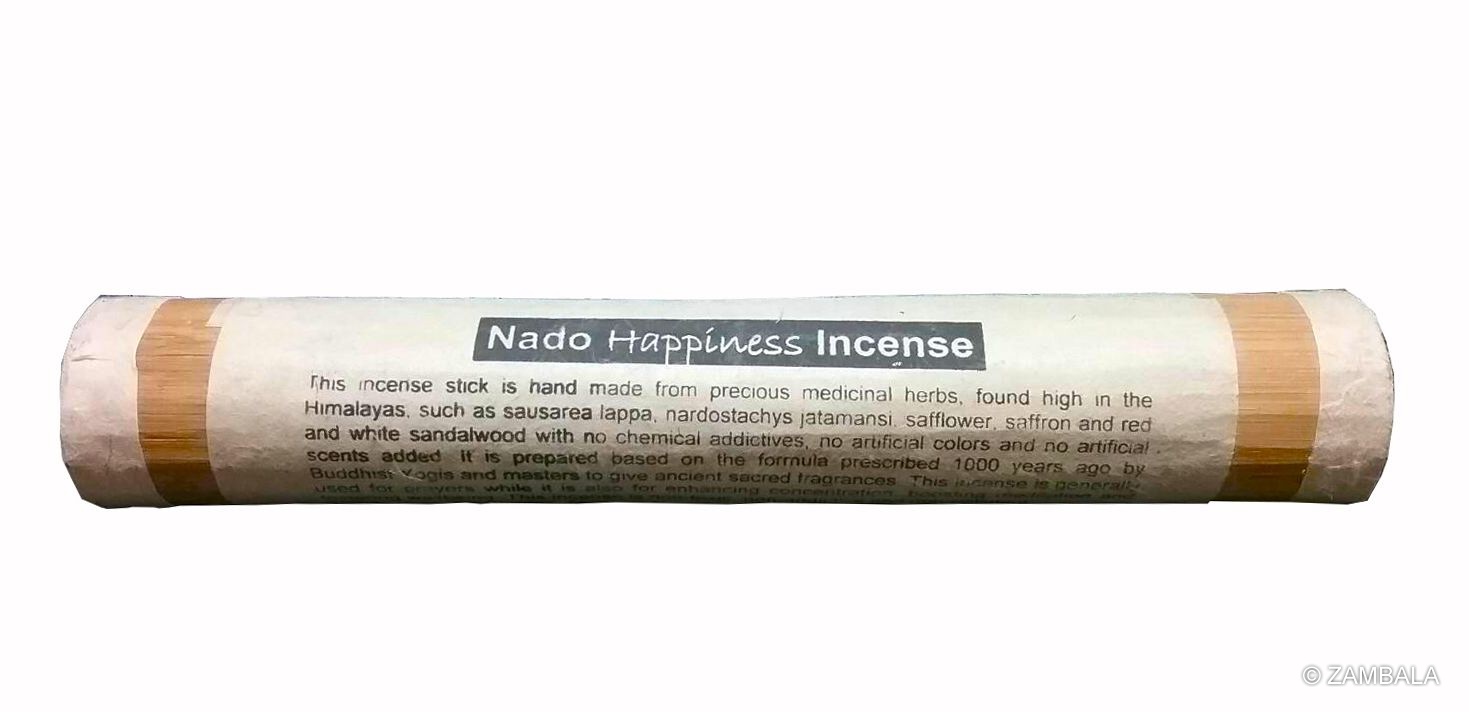 Nado Happiness Incense
This incense stick is hand made from precious medicinal herbs, found high in the
Himalayas, such as sausarea lappa, nardostachys jatamansi, safflower, saffron and red
and white sandalwood with no chemical addictives, no artificial colors and no artificial
scents added. It is prepared based on the formula prescribed 1000 years ago by
Buddhist Yogis and masters to give ancient sacred fragrances. This incense is generally
used for prayers while it is also for enhancing concentration, boosting meditation and
© ZAMBALA